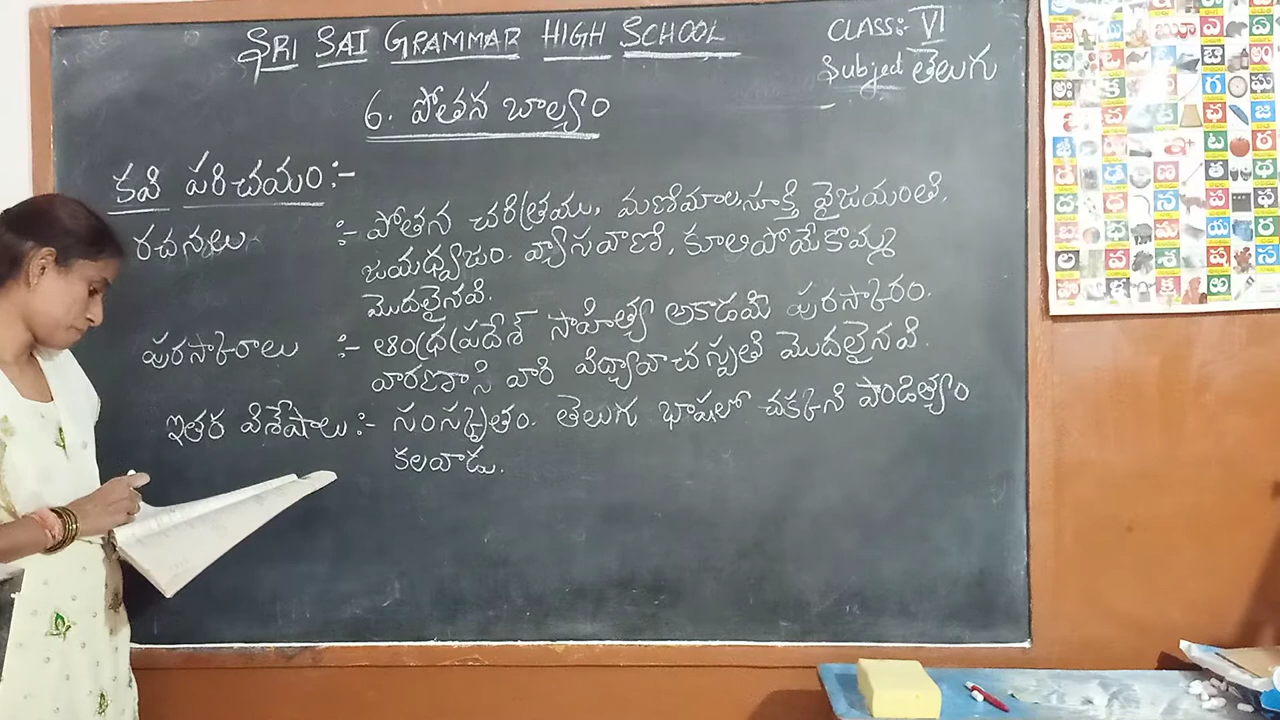 SRI SAI GRAMMAR HIGH SCHOOL
CLASS:- VI
Subject తెలుగు
6. పోతన బాల్యం
కవి పరిచయం :-
రచనలు :- పోతన చరిత్రము, మణిమాల, సూక్తి వైజయంతి,
జయధ్వజం. వ్యాసవాణి, కూలిపోయేకొమ్మ
మొదలైనవి.
పురస్కారాలు :- ఆంధ్రప్రదేశ్ సాహిత్య అకాడమి పురస్కారం.
వారణాసి వారి విద్యావాచస్పతి మొదలైనవి.
ఇతర విశేషాలు :- సంస్కృతం. తెలుగు భాషలో చక్కని పాండిత్యం
కలవాడు.